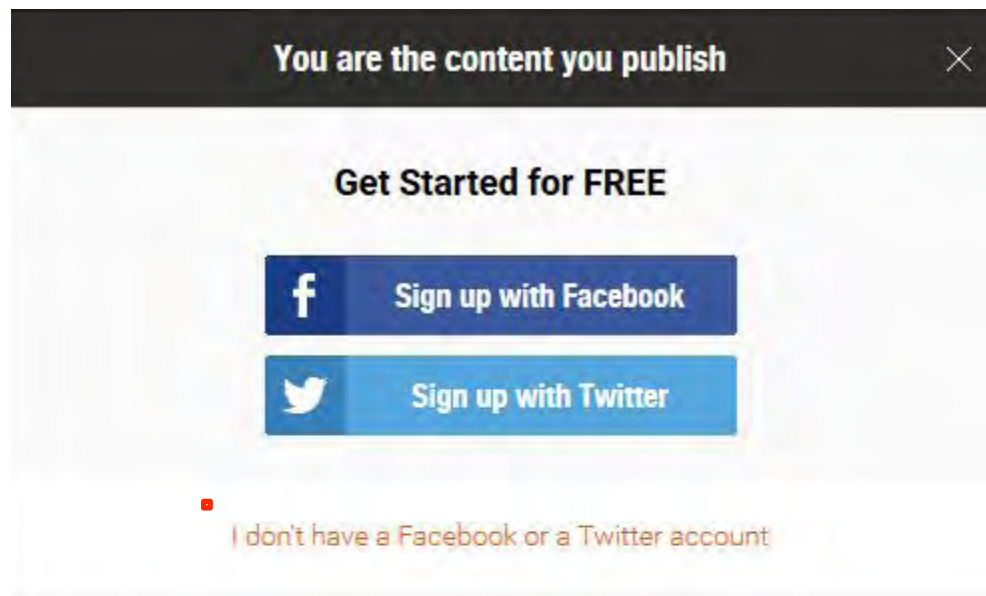 You are the content you publish
Get Started for FREE
Sign up with Facebook
Sign up with Twitter
I don't have a Facebook or a Twitter account